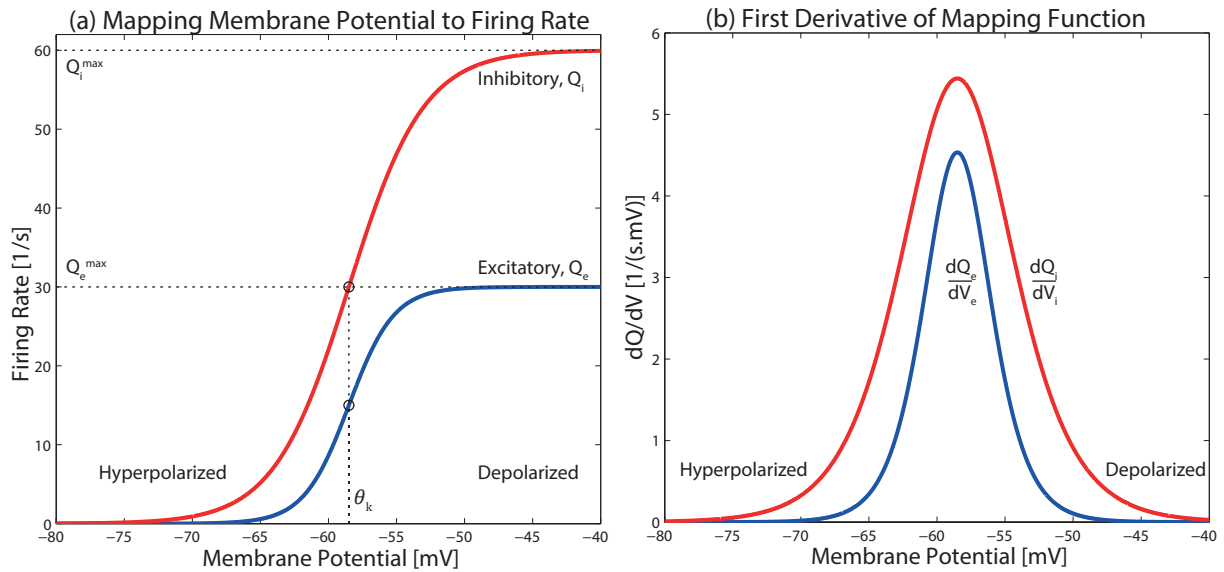 (a) Mapping Membrane Potential to Firing Rate
60
Q_i^max
Inhibitory, Q_i
50
40
Firing Rate [1/s]
Q_e^max
Excitatory, Q_e
30
20
10
Hyperpolarized
Depolarized
θ_k
0
−80 −75 −70 −65 −60 −55 −50 −45 −40
Membrane Potential [mV]
(b) First Derivative of Mapping Function
6
5
4
dQ/dV [1/(s.mV)]
3
dQ_e
dV_e
dQ_i
dV_i
2
1
Hyperpolarized
Depolarized
0
−80 −75 −70 −65 −60 −55 −50 −45 −40
Membrane Potential [mV]